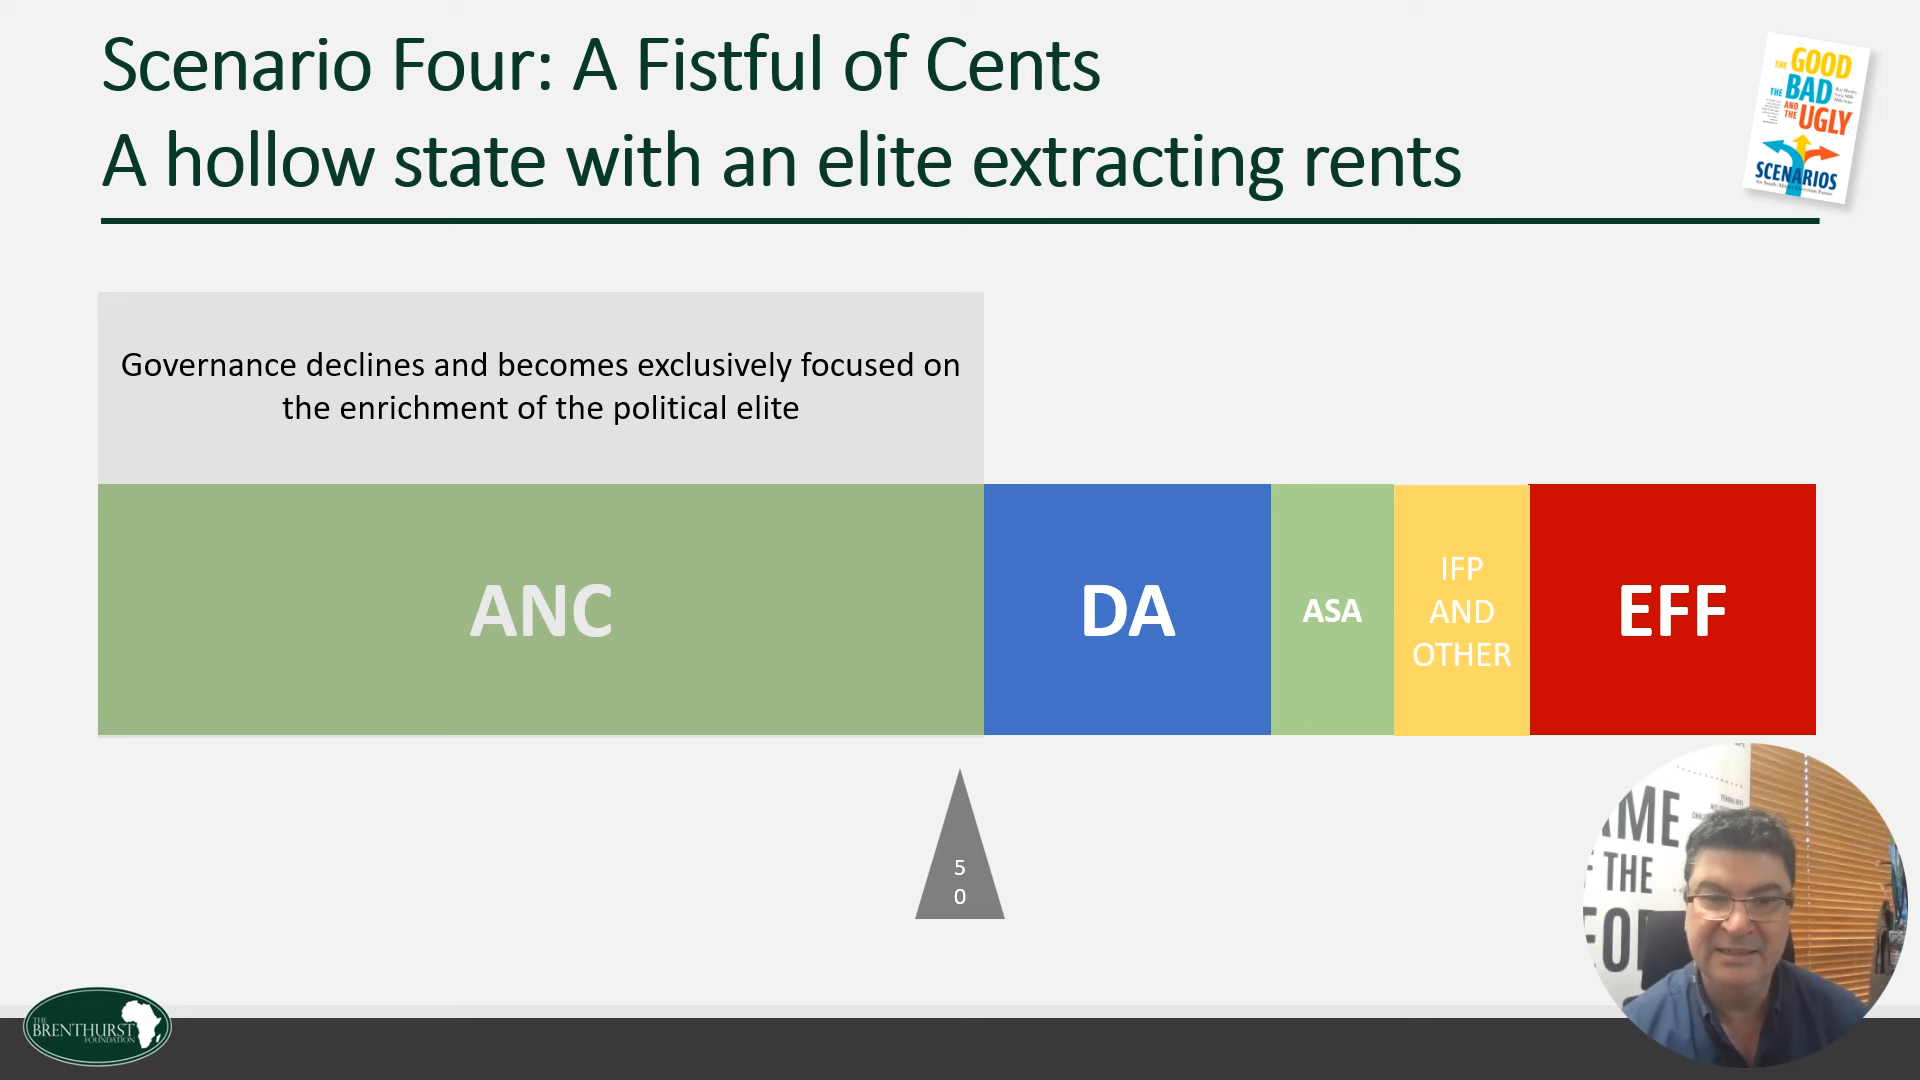 Scenario Four: A Fistful of Cents
A hollow state with an elite extracting rents
THE GOOD
THE BAD
AND THE UGLY
SCENARIOS
Governance declines and becomes exclusively focused on
the enrichment of the political elite
ANC
DA
ASA
IFP
AND
OTHER
EFF
5
0
THE
THE
BRENTHURST
FOUNDATION